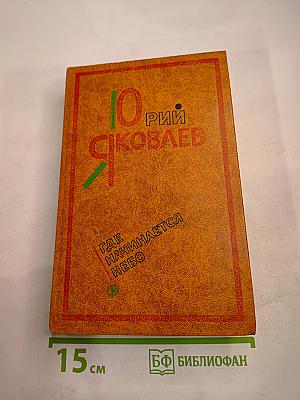 Юрий
Яковлев
ГДЕ
НАЧИНАЕТСЯ
НЕБО
15 см
БФ БИБЛИОФАН